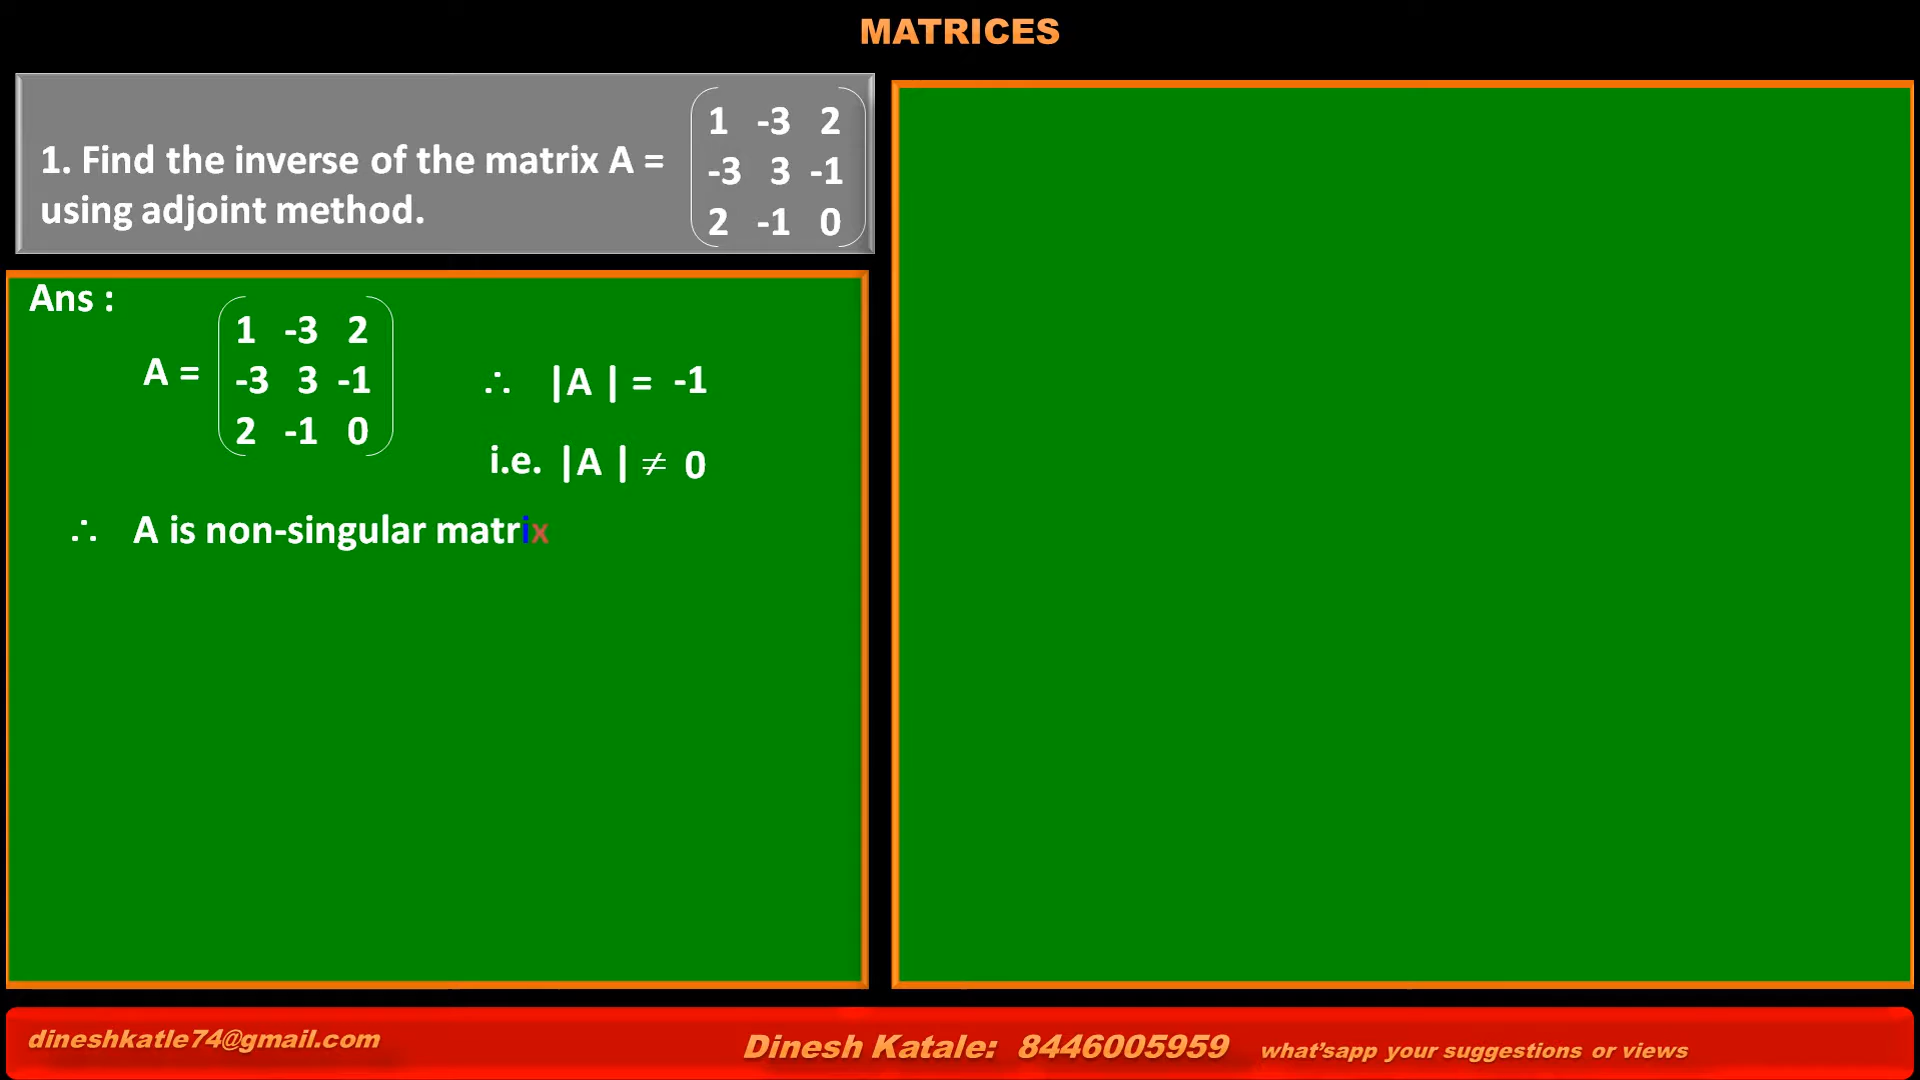 MATRICES
1. Find the inverse of the matrix A =
using adjoint method.
1 -3 2
-3 3 -1
2 -1 0
Ans :
A =
1 -3 2
-3 3 -1
2 -1 0
∴ |A | = -1
i.e. |A | ≠ 0
∴ A is non-singular matrix
dineshkatle74@gmail.com
Dinesh Katale: 8446005959 what'sapp your suggestions or views